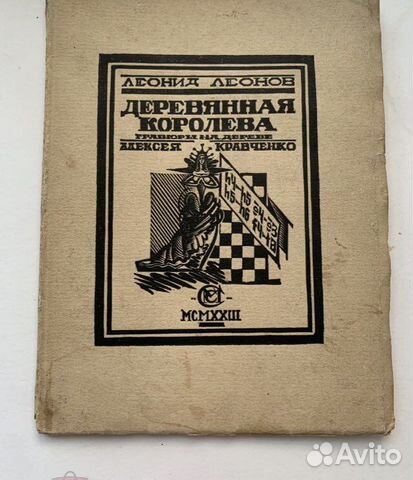 ЛЕОНИД ЛЕОНОВ
ДЕРЕВЯННАЯ
КОРОЛЕВА
ГРАВЮРЫ НА ДЕРЕВЕ
АЛЕКСЕЯ КРАВЧЕНКО
MCMXXIII
Avito